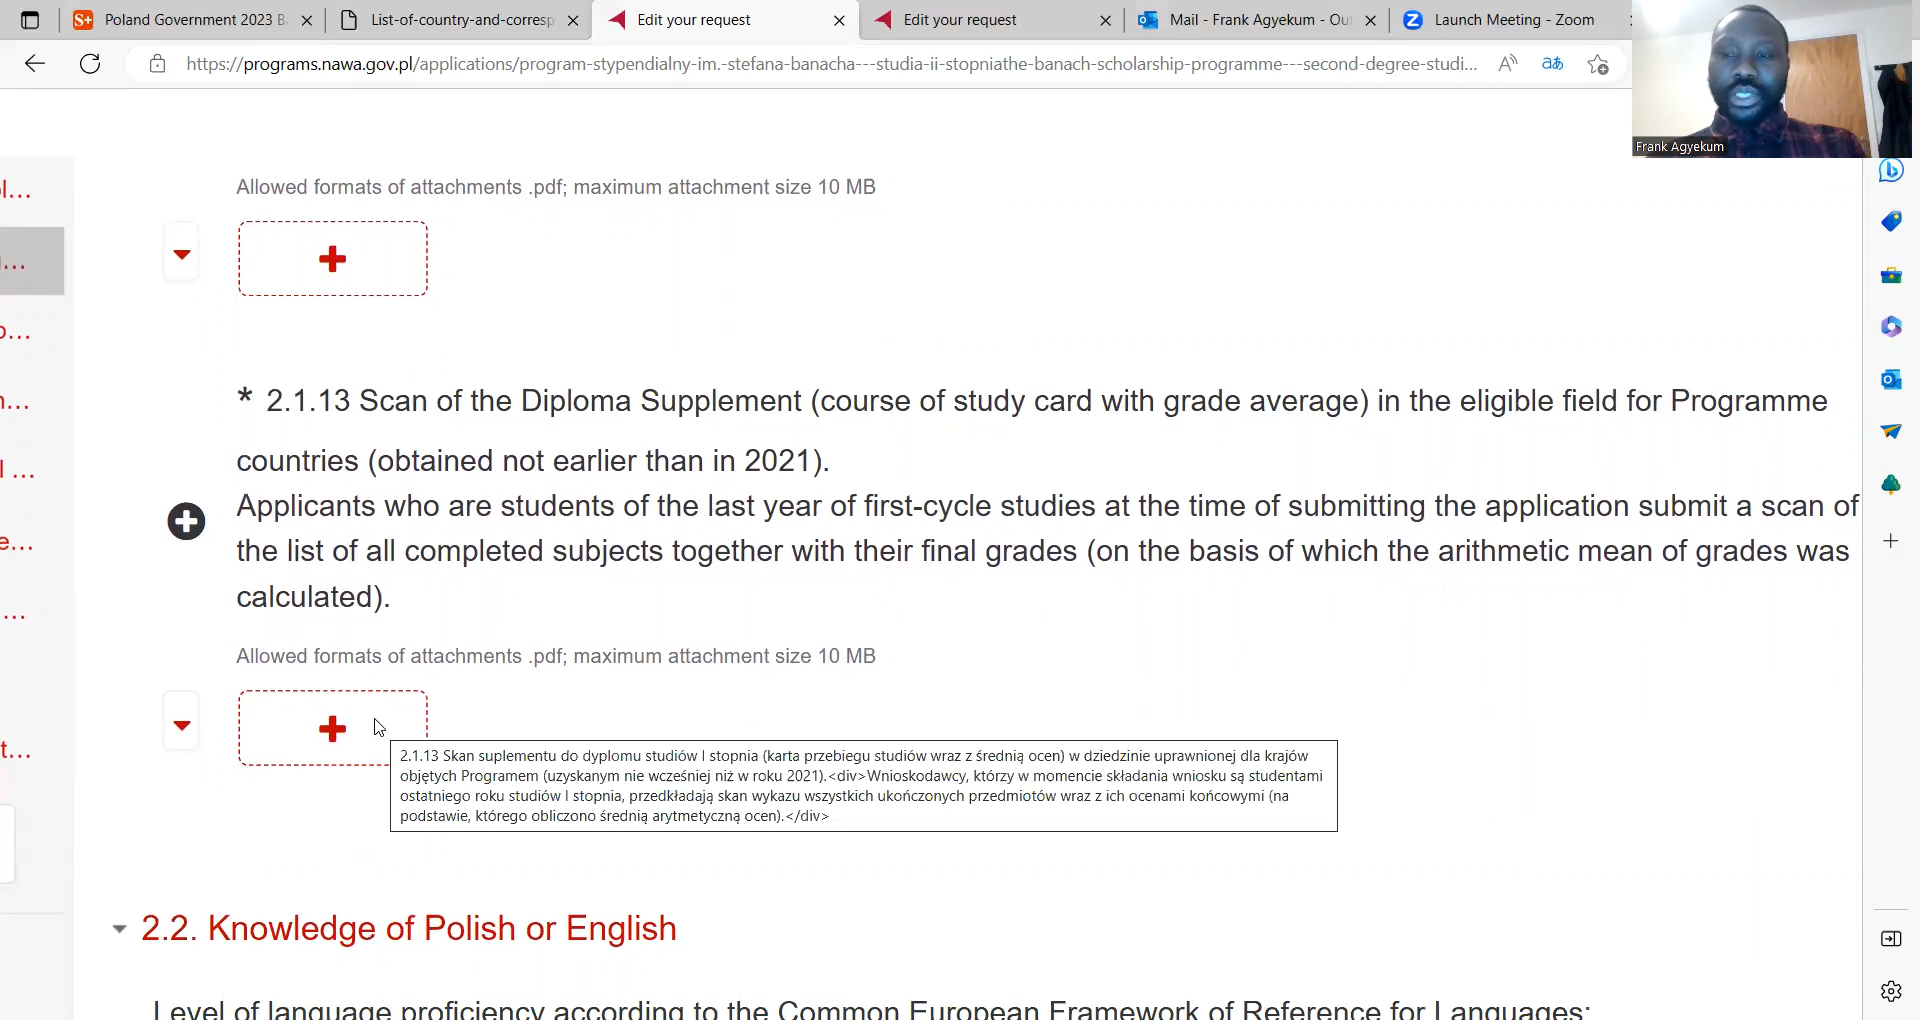 Poland Government 2023 B
List-of-country-and-corresp
Edit your request
Edit your request
Mail - Frank Agyekum - Ou
Launch Meeting - Zoom
https://programs.nawa.gov.pl/applications/program-stypendialny-im.-stefana-banacha---studia-ii-stopniathe-banach-scholarship-programme---second-degree-studi...
Frank Agyekum
Allowed formats of attachments .pdf; maximum attachment size 10 MB
* 2.1.13 Scan of the Diploma Supplement (course of study card with grade average) in the eligible field for Programme
countries (obtained not earlier than in 2021).
Applicants who are students of the last year of first-cycle studies at the time of submitting the application submit a scan of
the list of all completed subjects together with their final grades (on the basis of which the arithmetic mean of grades was
calculated).
Allowed formats of attachments .pdf; maximum attachment size 10 MB
2.1.13 Skan suplementu do dyplomu studiów I stopnia (karta przebiegu studiów wraz z średnią ocen) w dziedzinie uprawnionej dla krajów
objętych Programem (uzyskanym nie wcześniej niż w roku 2021).<div>Wnioskodawcy, którzy w momencie składania wniosku są studentami
ostatniego roku studiów I stopnia, przedkładają skan wykazu wszystkich ukończonych przedmiotów wraz z ich ocenami końcowymi (na
podstawie, którego obliczono średnią arytmetyczną ocen).</div>
2.2. Knowledge of Polish or English
Level of language proficiency according to the Common European Framework of Reference for Languages: